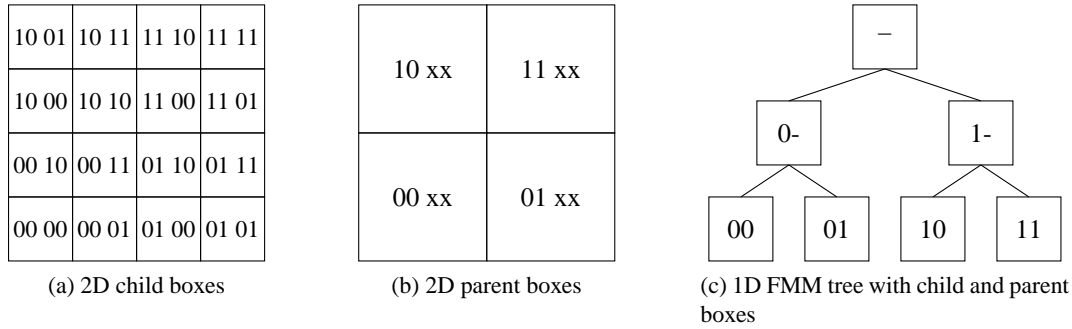 10 01 10 11 11 10 11 11
10 00 10 10 11 00 11 01
00 10 00 11 01 10 01 11
00 00 00 01 01 00 01 01
(a) 2D child boxes
10 xx 11 xx
00 xx 01 xx
(b) 2D parent boxes
–
0- 1-
00 01 10 11
(c) 1D FMM tree with child and parent
boxes